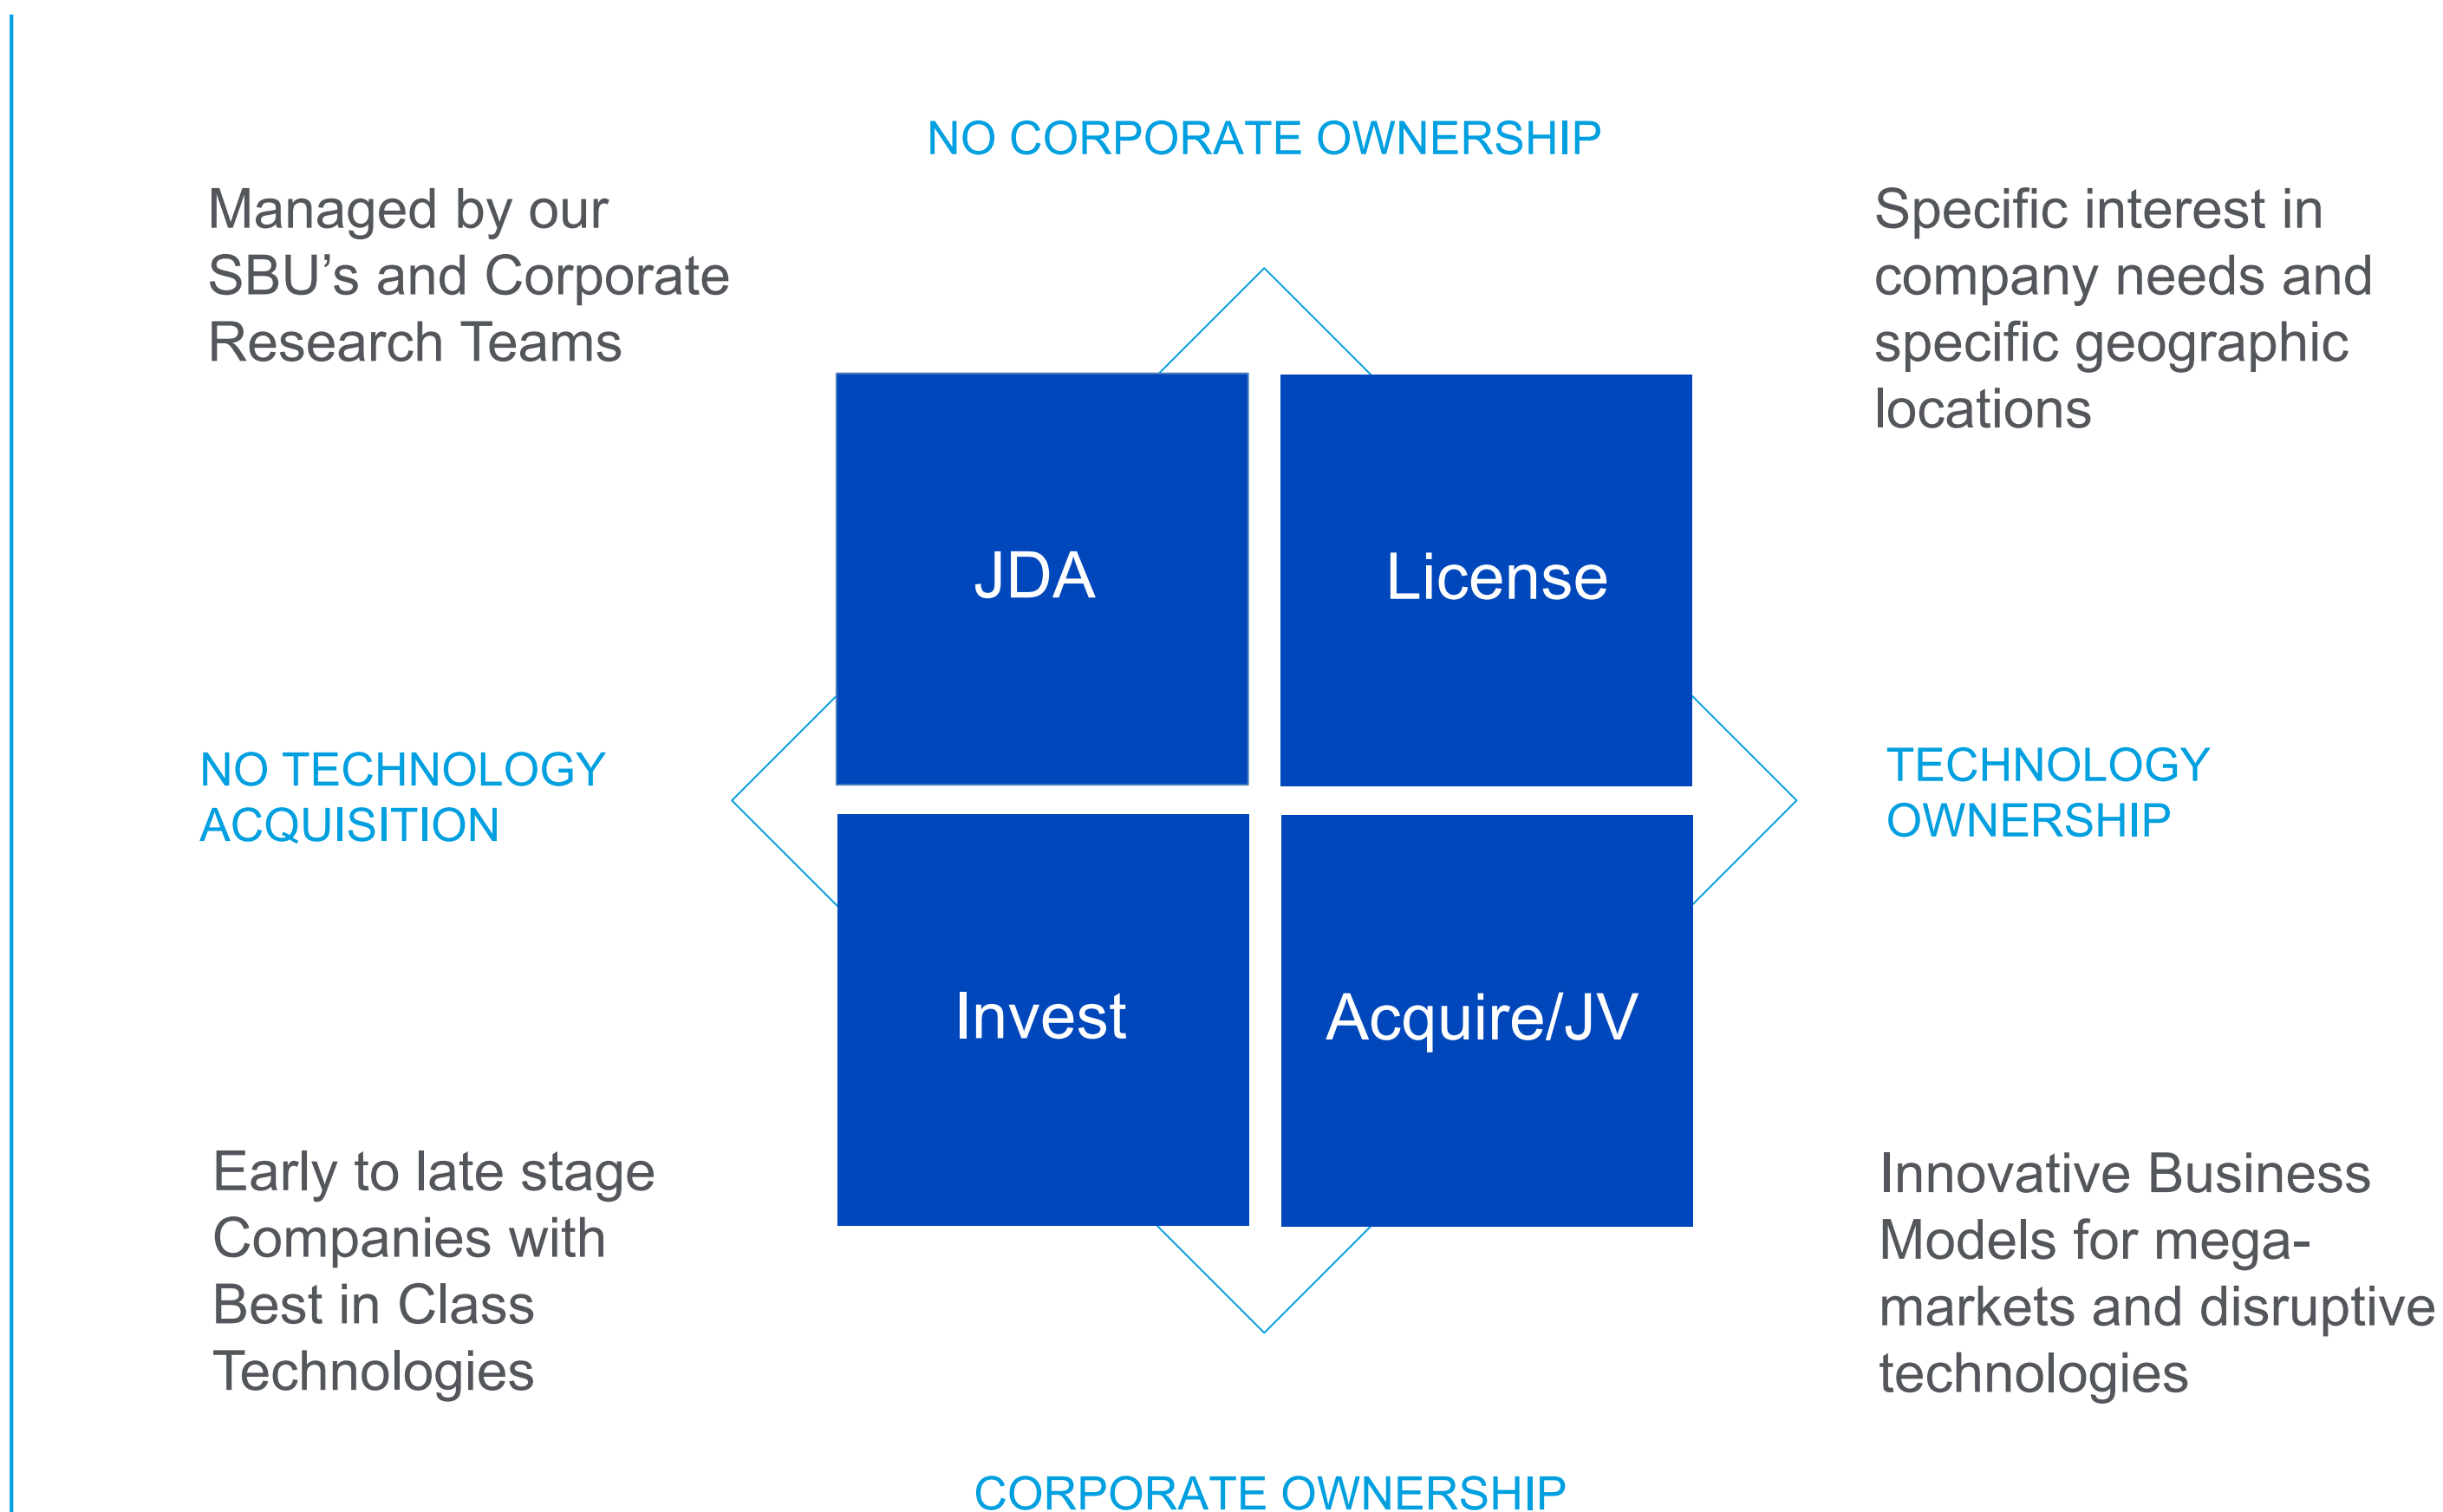 NO CORPORATE OWNERSHIP
Managed by our
SBU's and Corporate
Research Teams
Specific interest in
company needs and
specific geographic
locations
JDA
License
NO TECHNOLOGY
ACQUISITION
TECHNOLOGY
OWNERSHIP
Invest
Acquire/JV
Early to late stage
Companies with
Best in Class
Technologies
Innovative Business
Models for mega-
markets and disruptive
technologies
CORPORATE OWNERSHIP